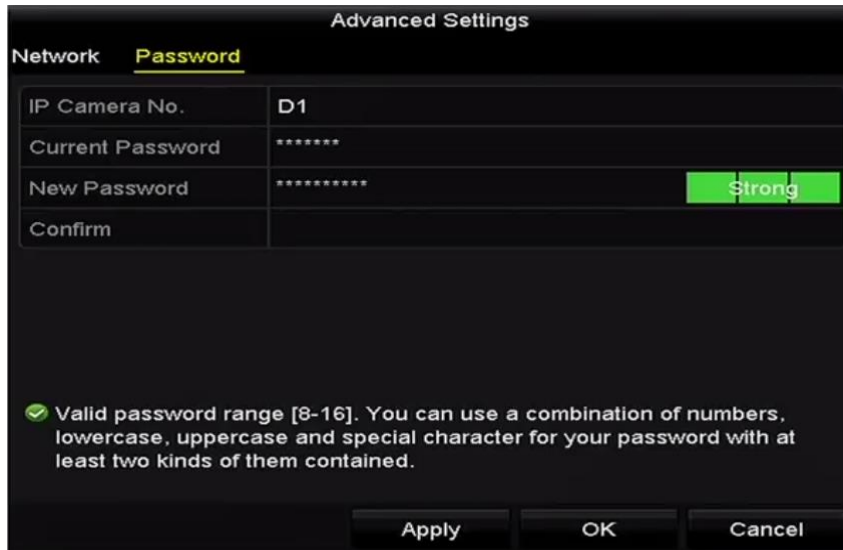 Advanced Settings
Network Password
IP Camera No. D1
Current Password *******
New Password ********** Strong
Confirm
Valid password range [8-16]. You can use a combination of numbers,
lowercase, uppercase and special character for your password with at
least two kinds of them contained.
Apply OK Cancel